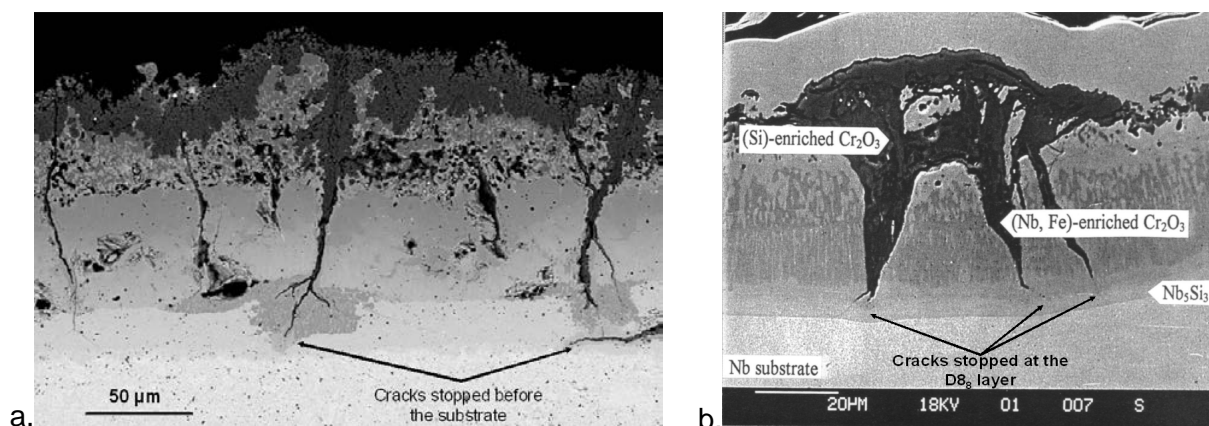 a.
50 µm
Cracks stopped before
the substrate
b.
(Si)-enriched Cr₂O₃
(Nb, Fe)-enriched Cr₂O₃
Nb₅Si₃
Cracks stopped at the
D8₈ layer
Nb substrate
20µM 18KV 01 007 S